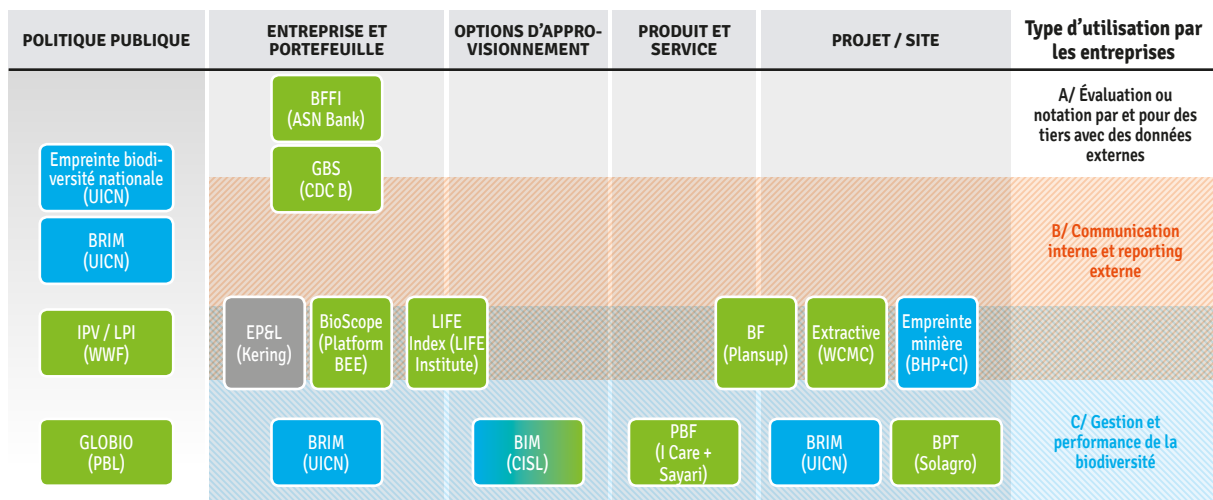 POLITIQUE PUBLIQUE
ENTREPRISE ET
PORTEFEUILLE
OPTIONS D'APPRO-
VISIONNEMENT
PRODUIT ET
SERVICE
PROJET / SITE
Type d'utilisation par
les entreprises
BFFI
(ASN Bank)
A/ Évaluation ou
notation par et pour des
tiers avec des données
externes
Empreinte biodi-
versité nationale
(UICN)
GBS
(CDC B)
BRIM
(UICN)
B/ Communication
interne et reporting
externe
IPV / LPI
(WWF)
EP&L
(Kering)
BioScope
(Platform
BEE)
LIFE
Index (LIFE
Institute)
BF
(Plansup)
Extractive
(WCMC)
Empreinte
minière
(BHP+CI)
GLOBIO
(PBL)
BRIM
(UICN)
BIM
(CISL)
PBF
(I Care +
Sayari)
BRIM
(UICN)
BPT
(Solagro)
C/ Gestion et
performance de la
biodiversité